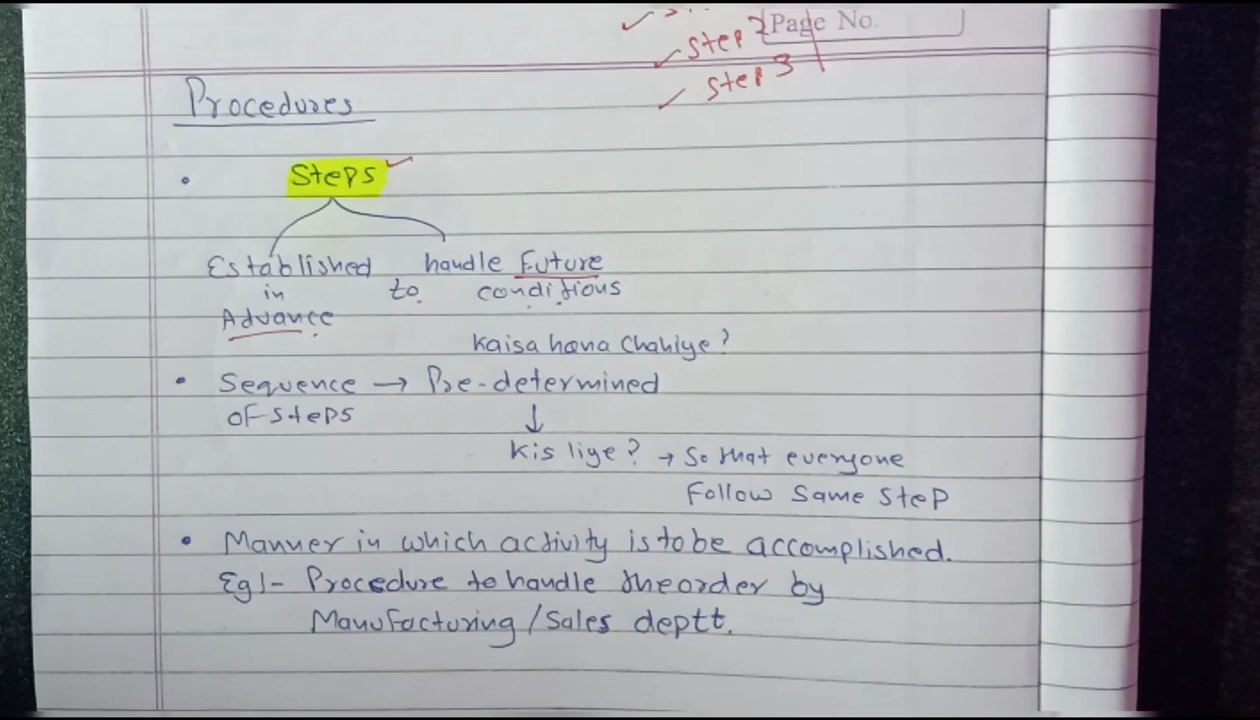 Step 2 Page No.
Step 3
Procedures
• Steps
Established handle Future
in to conditions
Advance
Kaisa hona Chahiye?
• Sequence → Pre-determined
of steps ↓
Kis liye? → So that everyone
Follow Same Step
• Manner in which activity is to be accomplished.
Eg:- Procedure to handle the order by
Manufacturing / Sales deptt.